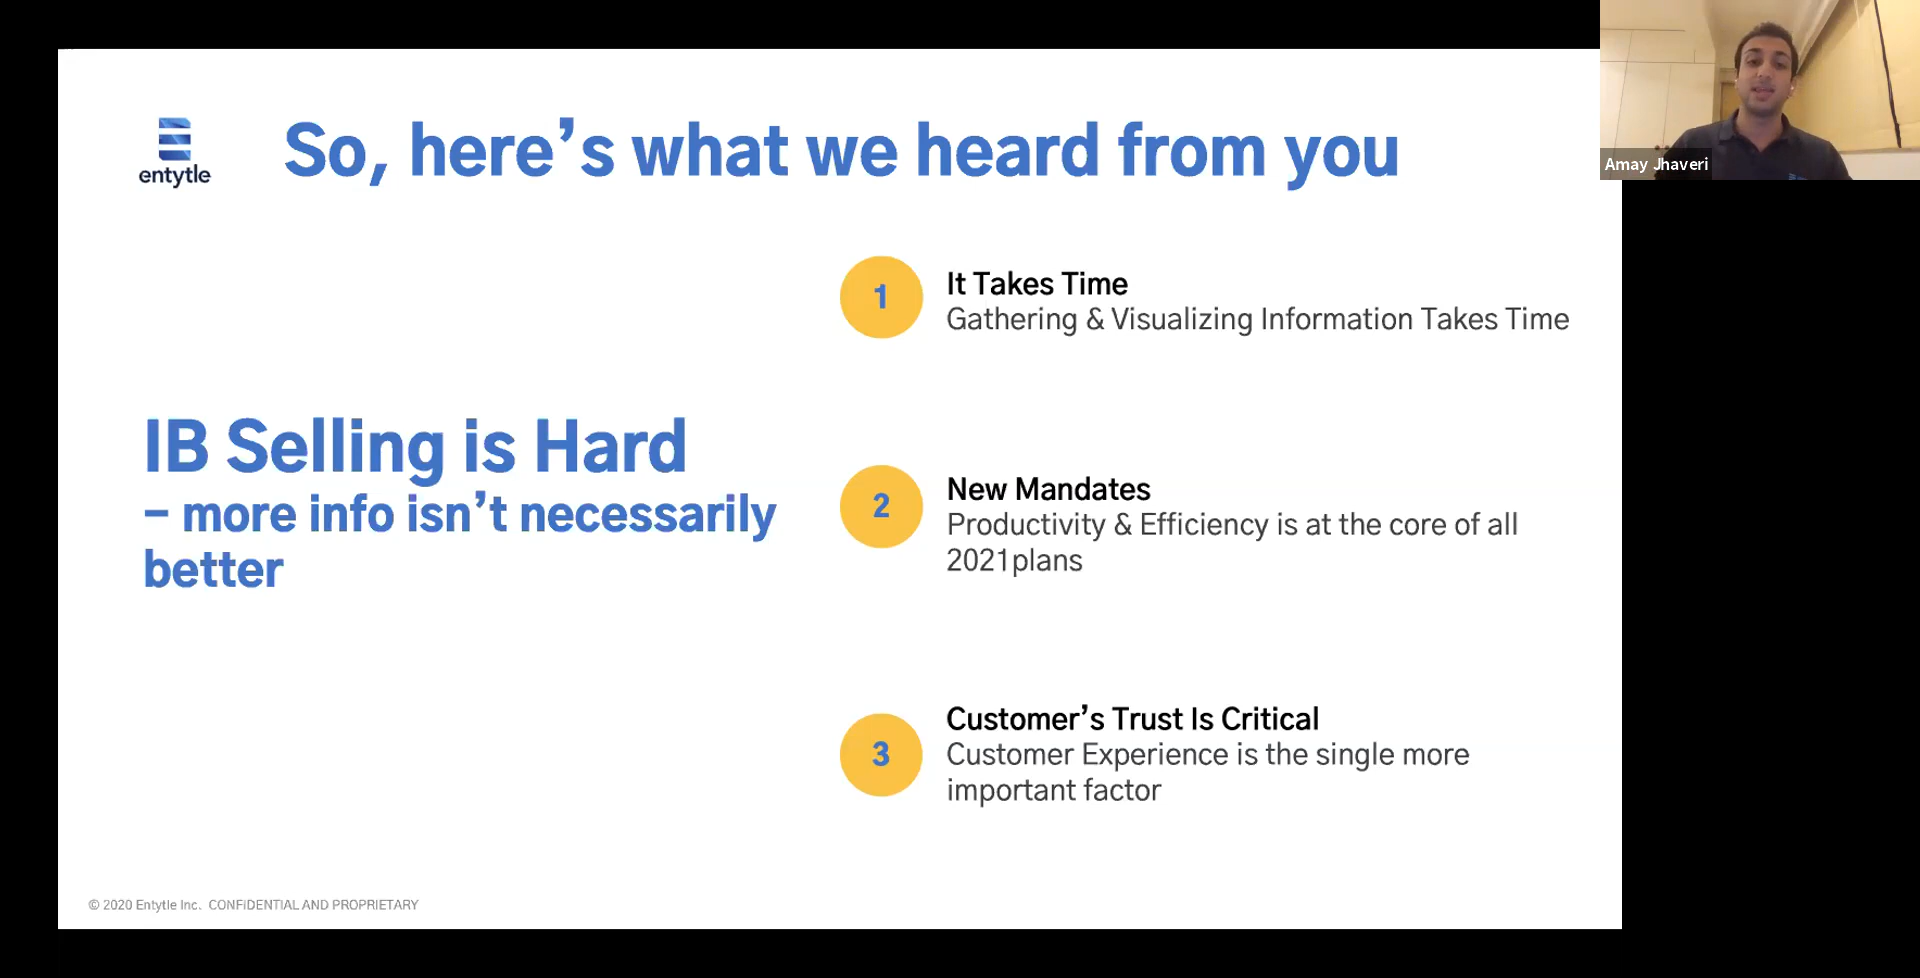 entytle
So, here’s what we heard from you
Amay Jhaveri
IB Selling is Hard
– more info isn’t necessarily
better
1
It Takes Time
Gathering & Visualizing Information Takes Time
2
New Mandates
Productivity & Efficiency is at the core of all
2021plans
3
Customer’s Trust Is Critical
Customer Experience is the single more
important factor
© 2020 Entytle Inc. CONFIDENTIAL AND PROPRIETARY